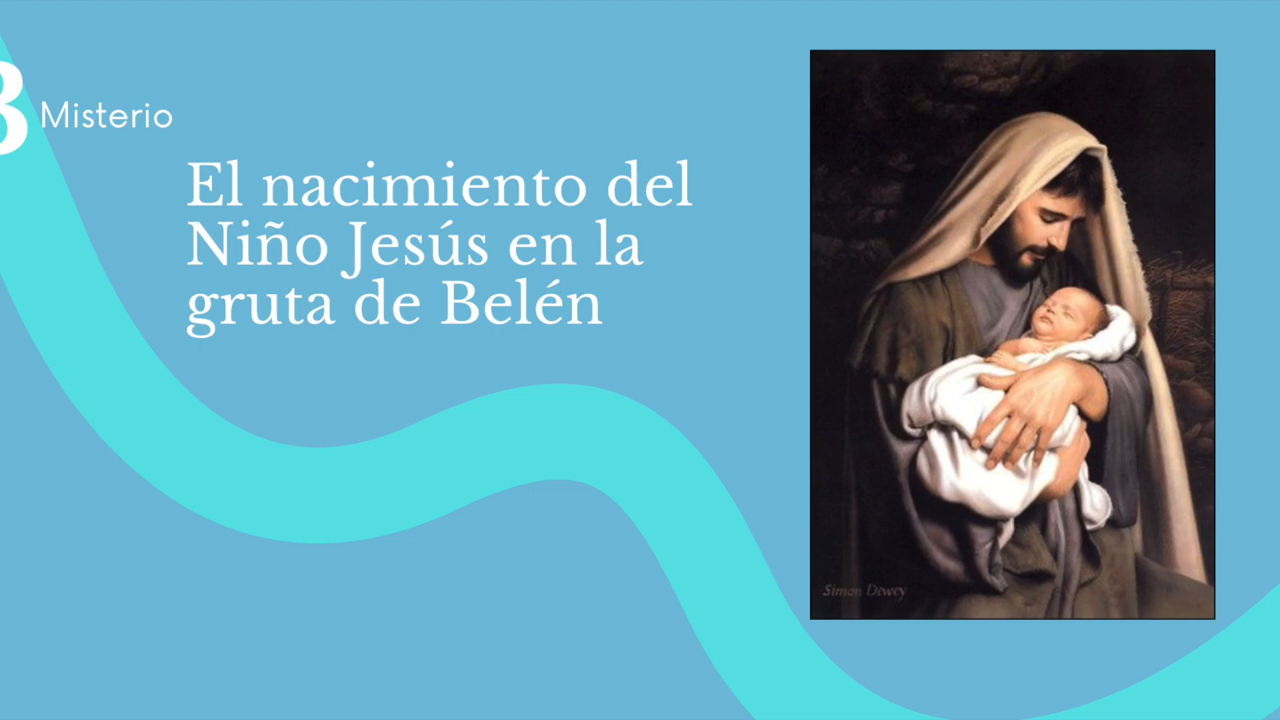 3 Misterio
El nacimiento del
Niño Jesús en la
gruta de Belén
Simon Dewey